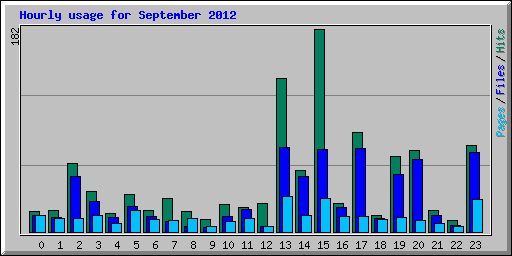 Hourly usage for September 2012
182
Pages / Files / Hits
0 1 2 3 4 5 6 7 8 9 10 11 12 13 14 15 16 17 18 19 20 21 22 23